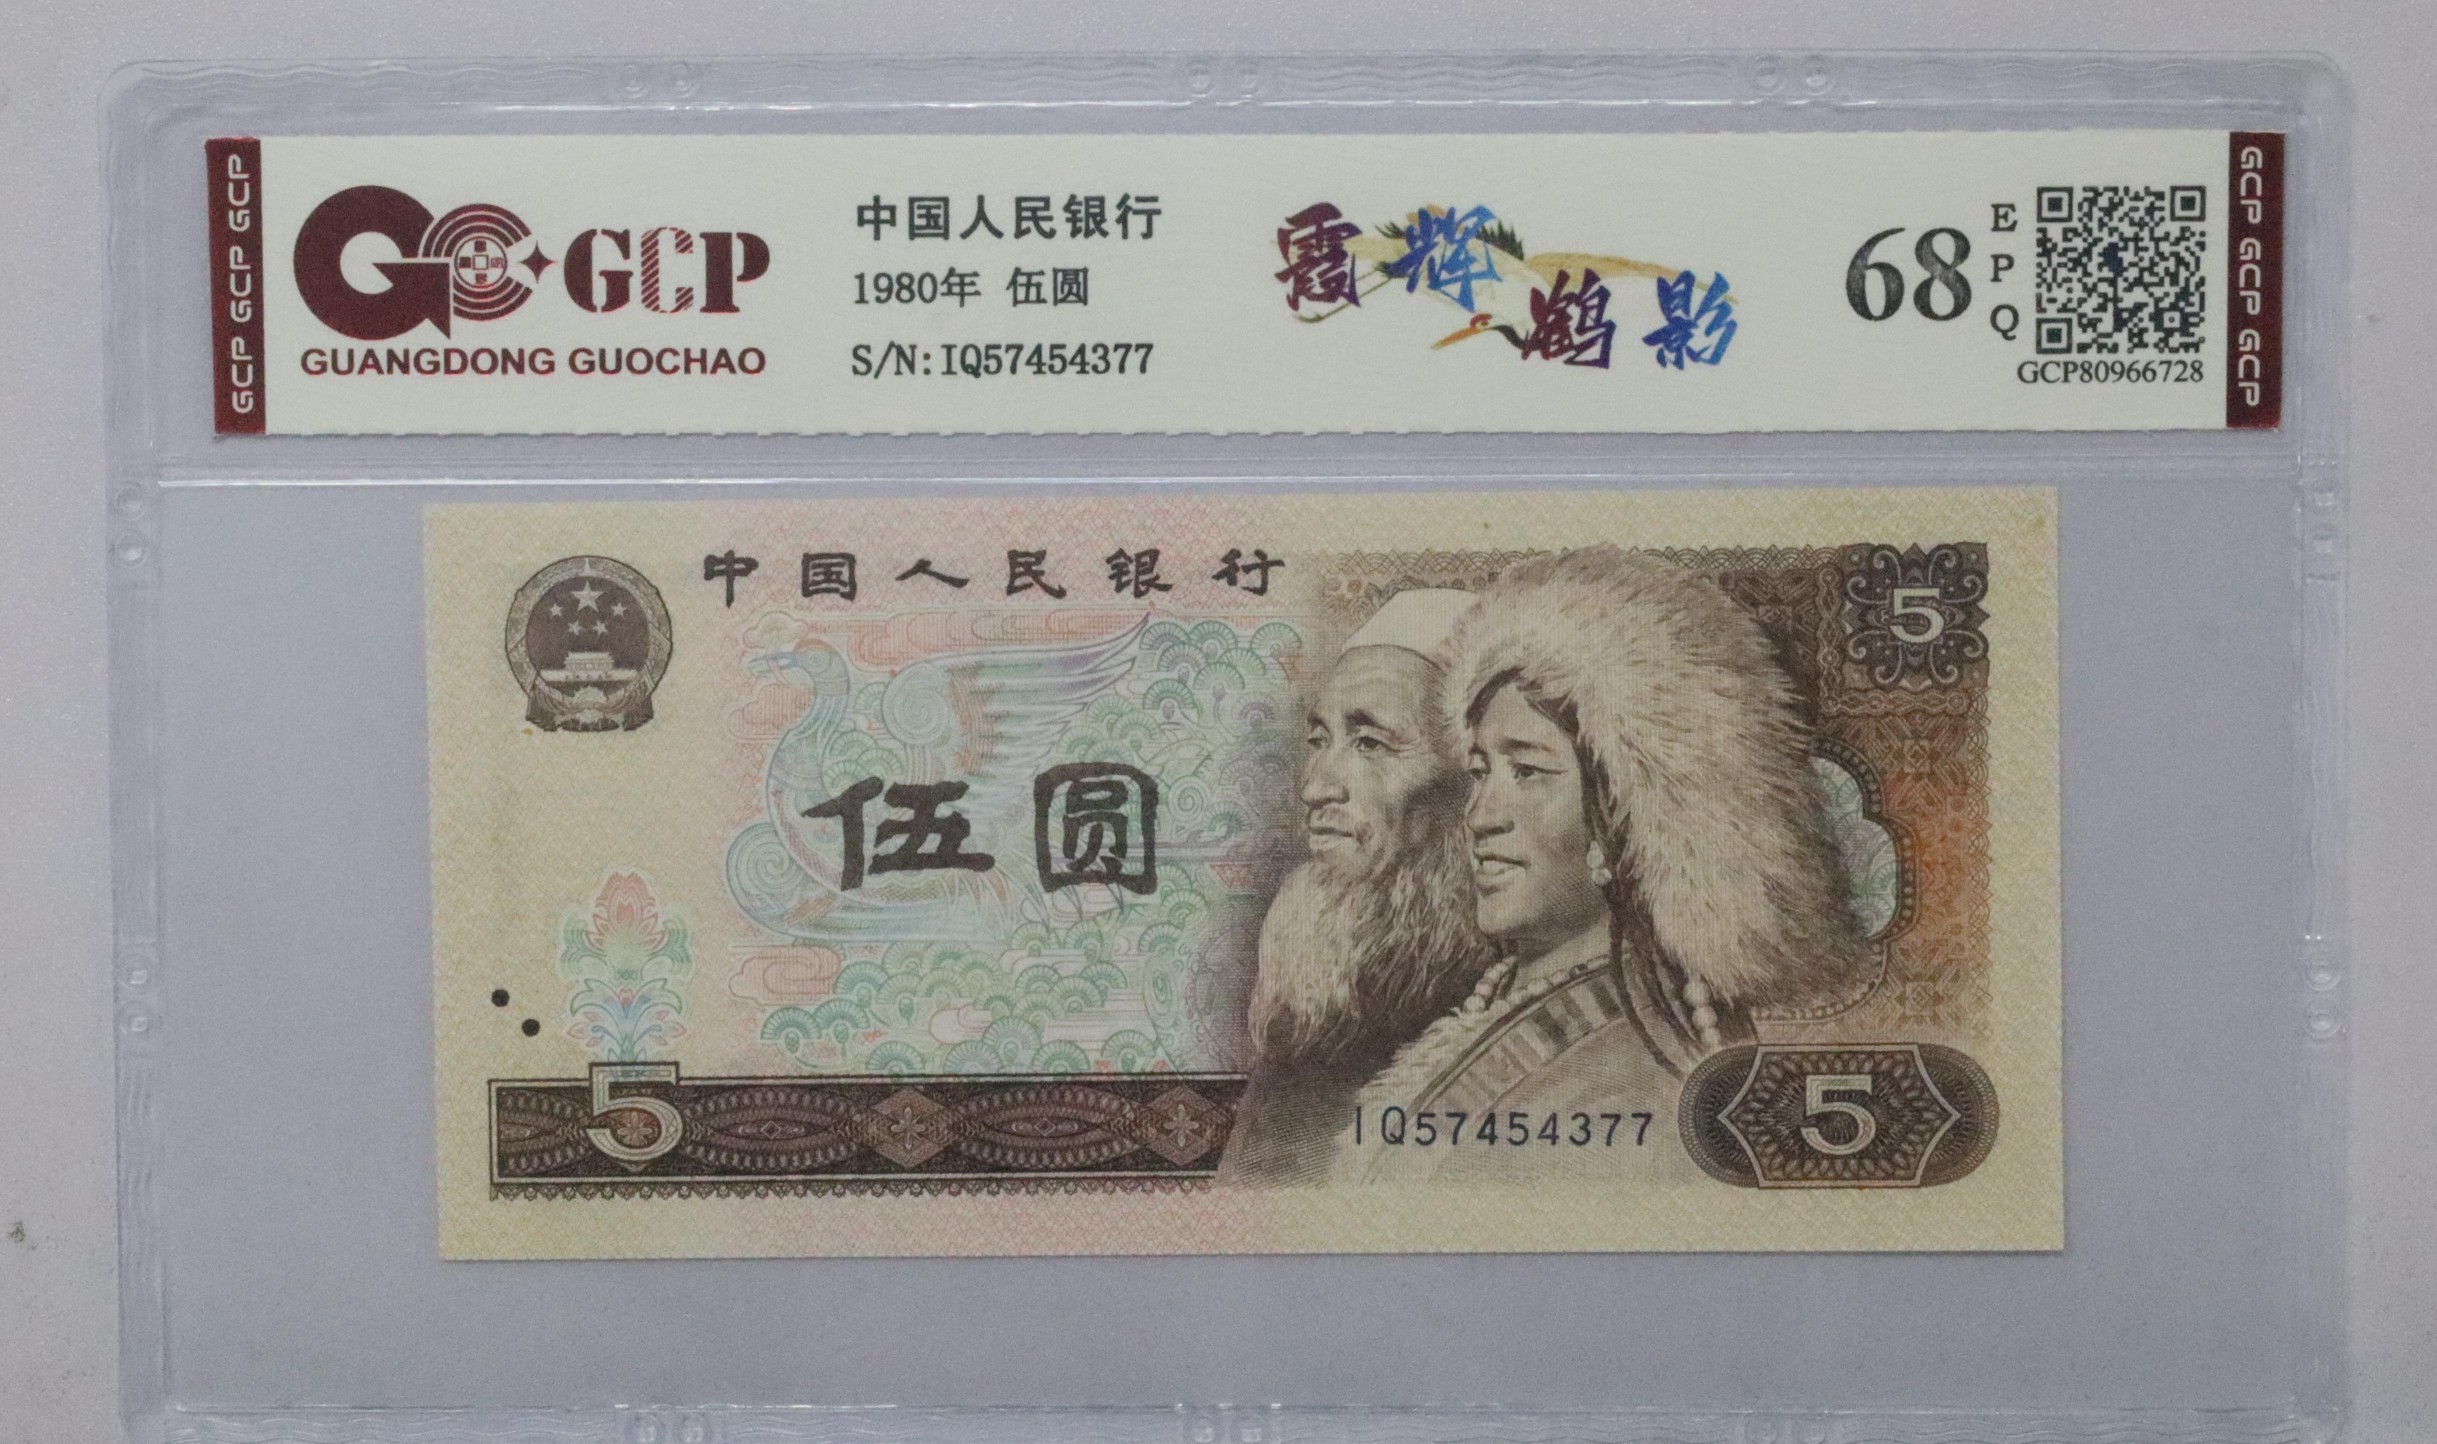 GCP GCP GCP
GCP
GUANGDONG GUOCHAO
中国人民银行
1980年 伍圆
S/N:IQ57454377
霞辉鹤影
68
EPQ
GCP80966728
GCP GCP GCP
中国人民银行
5
伍圆
5
IQ57454377
5